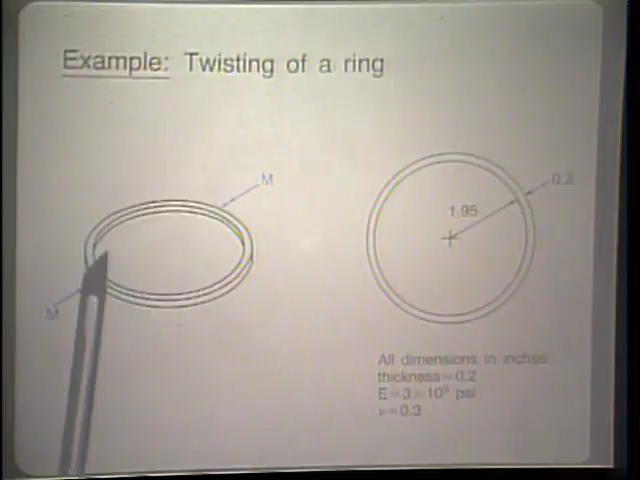 Example: Twisting of a ring
M
0.2
1.95
M
All dimensions in inches
thickness = 0.2
E = 3 × 10⁵ psi
ν = 0.3